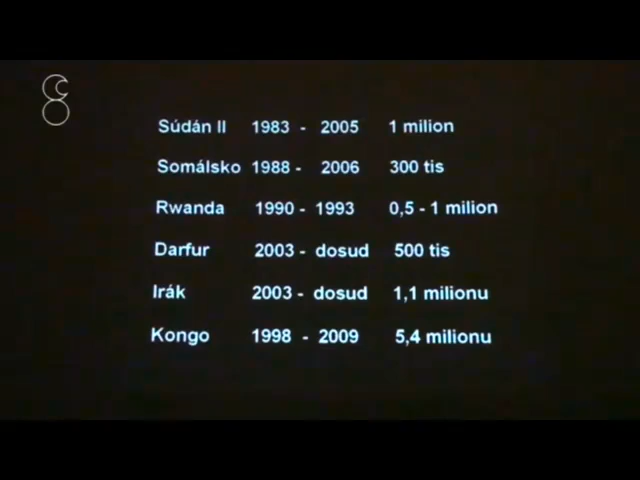 Súdán II 1983 - 2005 1 milion
Somálsko 1988 - 2006 300 tis
Rwanda 1990 - 1993 0,5 - 1 milion
Darfur 2003 - dosud 500 tis
Irák 2003 - dosud 1,1 milionu
Kongo 1998 - 2009 5,4 milionu